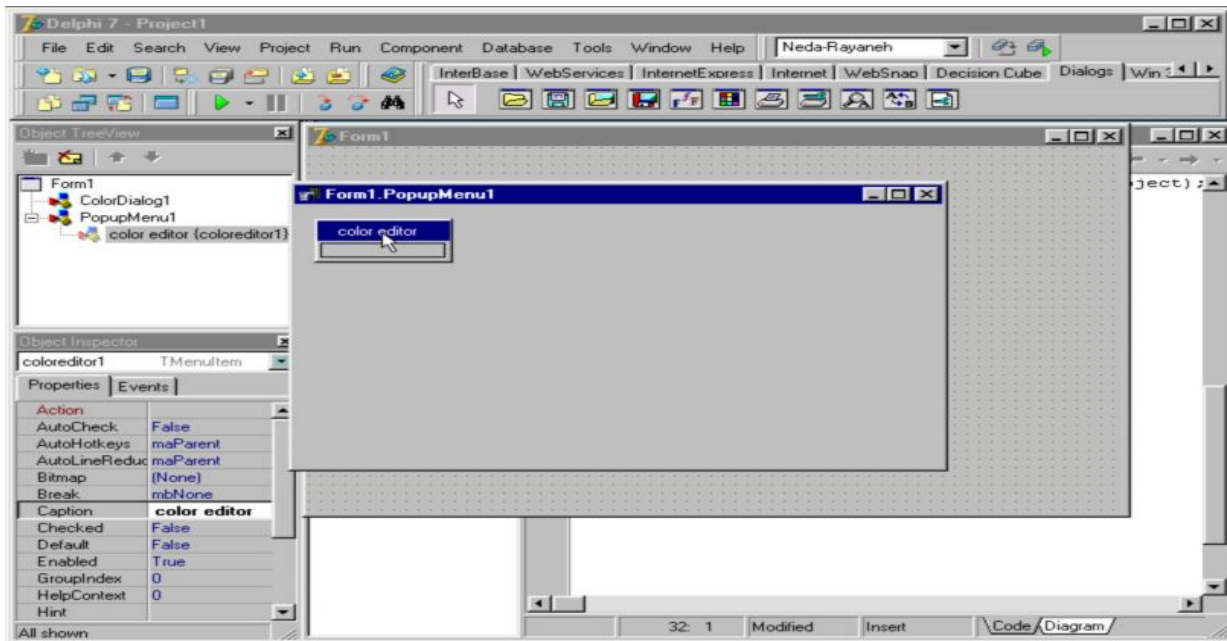 Delphi 7 - Project1
File Edit Search View Project Run Component Database Tools Window Help Neda-Rayaneh
InterBase WebServices InternetExpress Internet WebSnap Decision Cube Dialogs Win
Object TreeView
Form1
ColorDialog1
PopupMenu1
color editor {coloreditor1}
Form1
ject);
Form1.PopupMenu1
color editor
Object Inspector
coloreditor1 TMenuItem
Properties Events
Action
AutoCheck False
AutoHotkeys maParent
AutoLineReduc maParent
Bitmap (None)
Break mbNone
Caption color editor
Checked False
Default False
Enabled True
GroupIndex 0
HelpContext 0
Hint
All shown
32: 1 Modified Insert Code Diagram